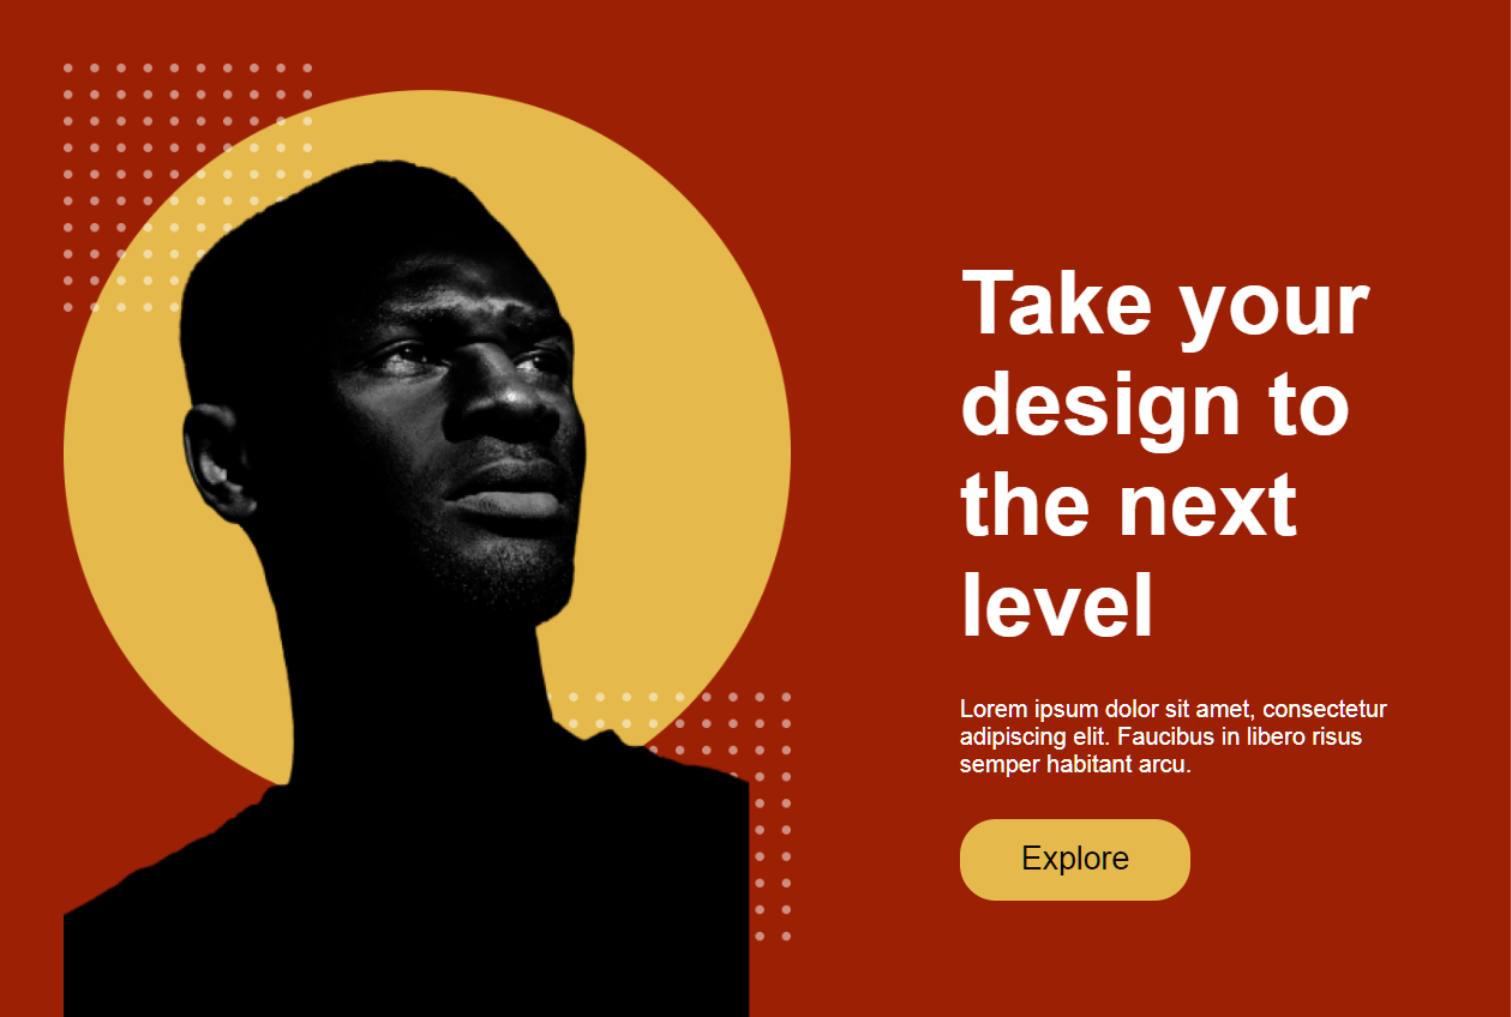 Take your
design to
the next
level
Lorem ipsum dolor sit amet, consectetur
adipiscing elit. Faucibus in libero risus
semper habitant arcu.
Explore